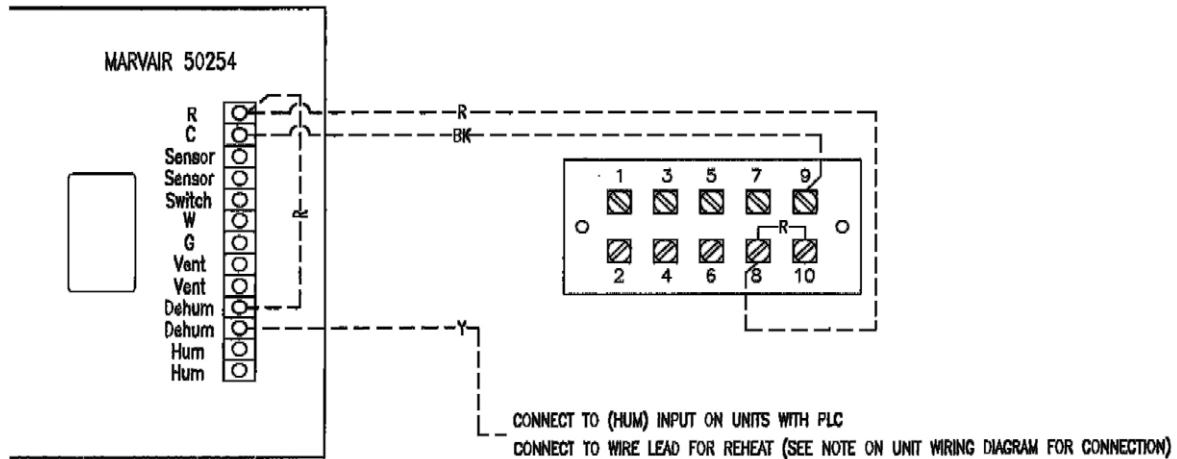 MARVAIR 50254
R
C
Sensor
Sensor
Switch
W
G
Vent
Vent
Dehum
Dehum
Hum
Hum
R
BK
R
Y
1 3 5 7 9
R
2 4 6 8 10
CONNECT TO (HUM) INPUT ON UNITS WITH PLC
CONNECT TO WIRE LEAD FOR REHEAT (SEE NOTE ON UNIT WIRING DIAGRAM FOR CONNECTION)